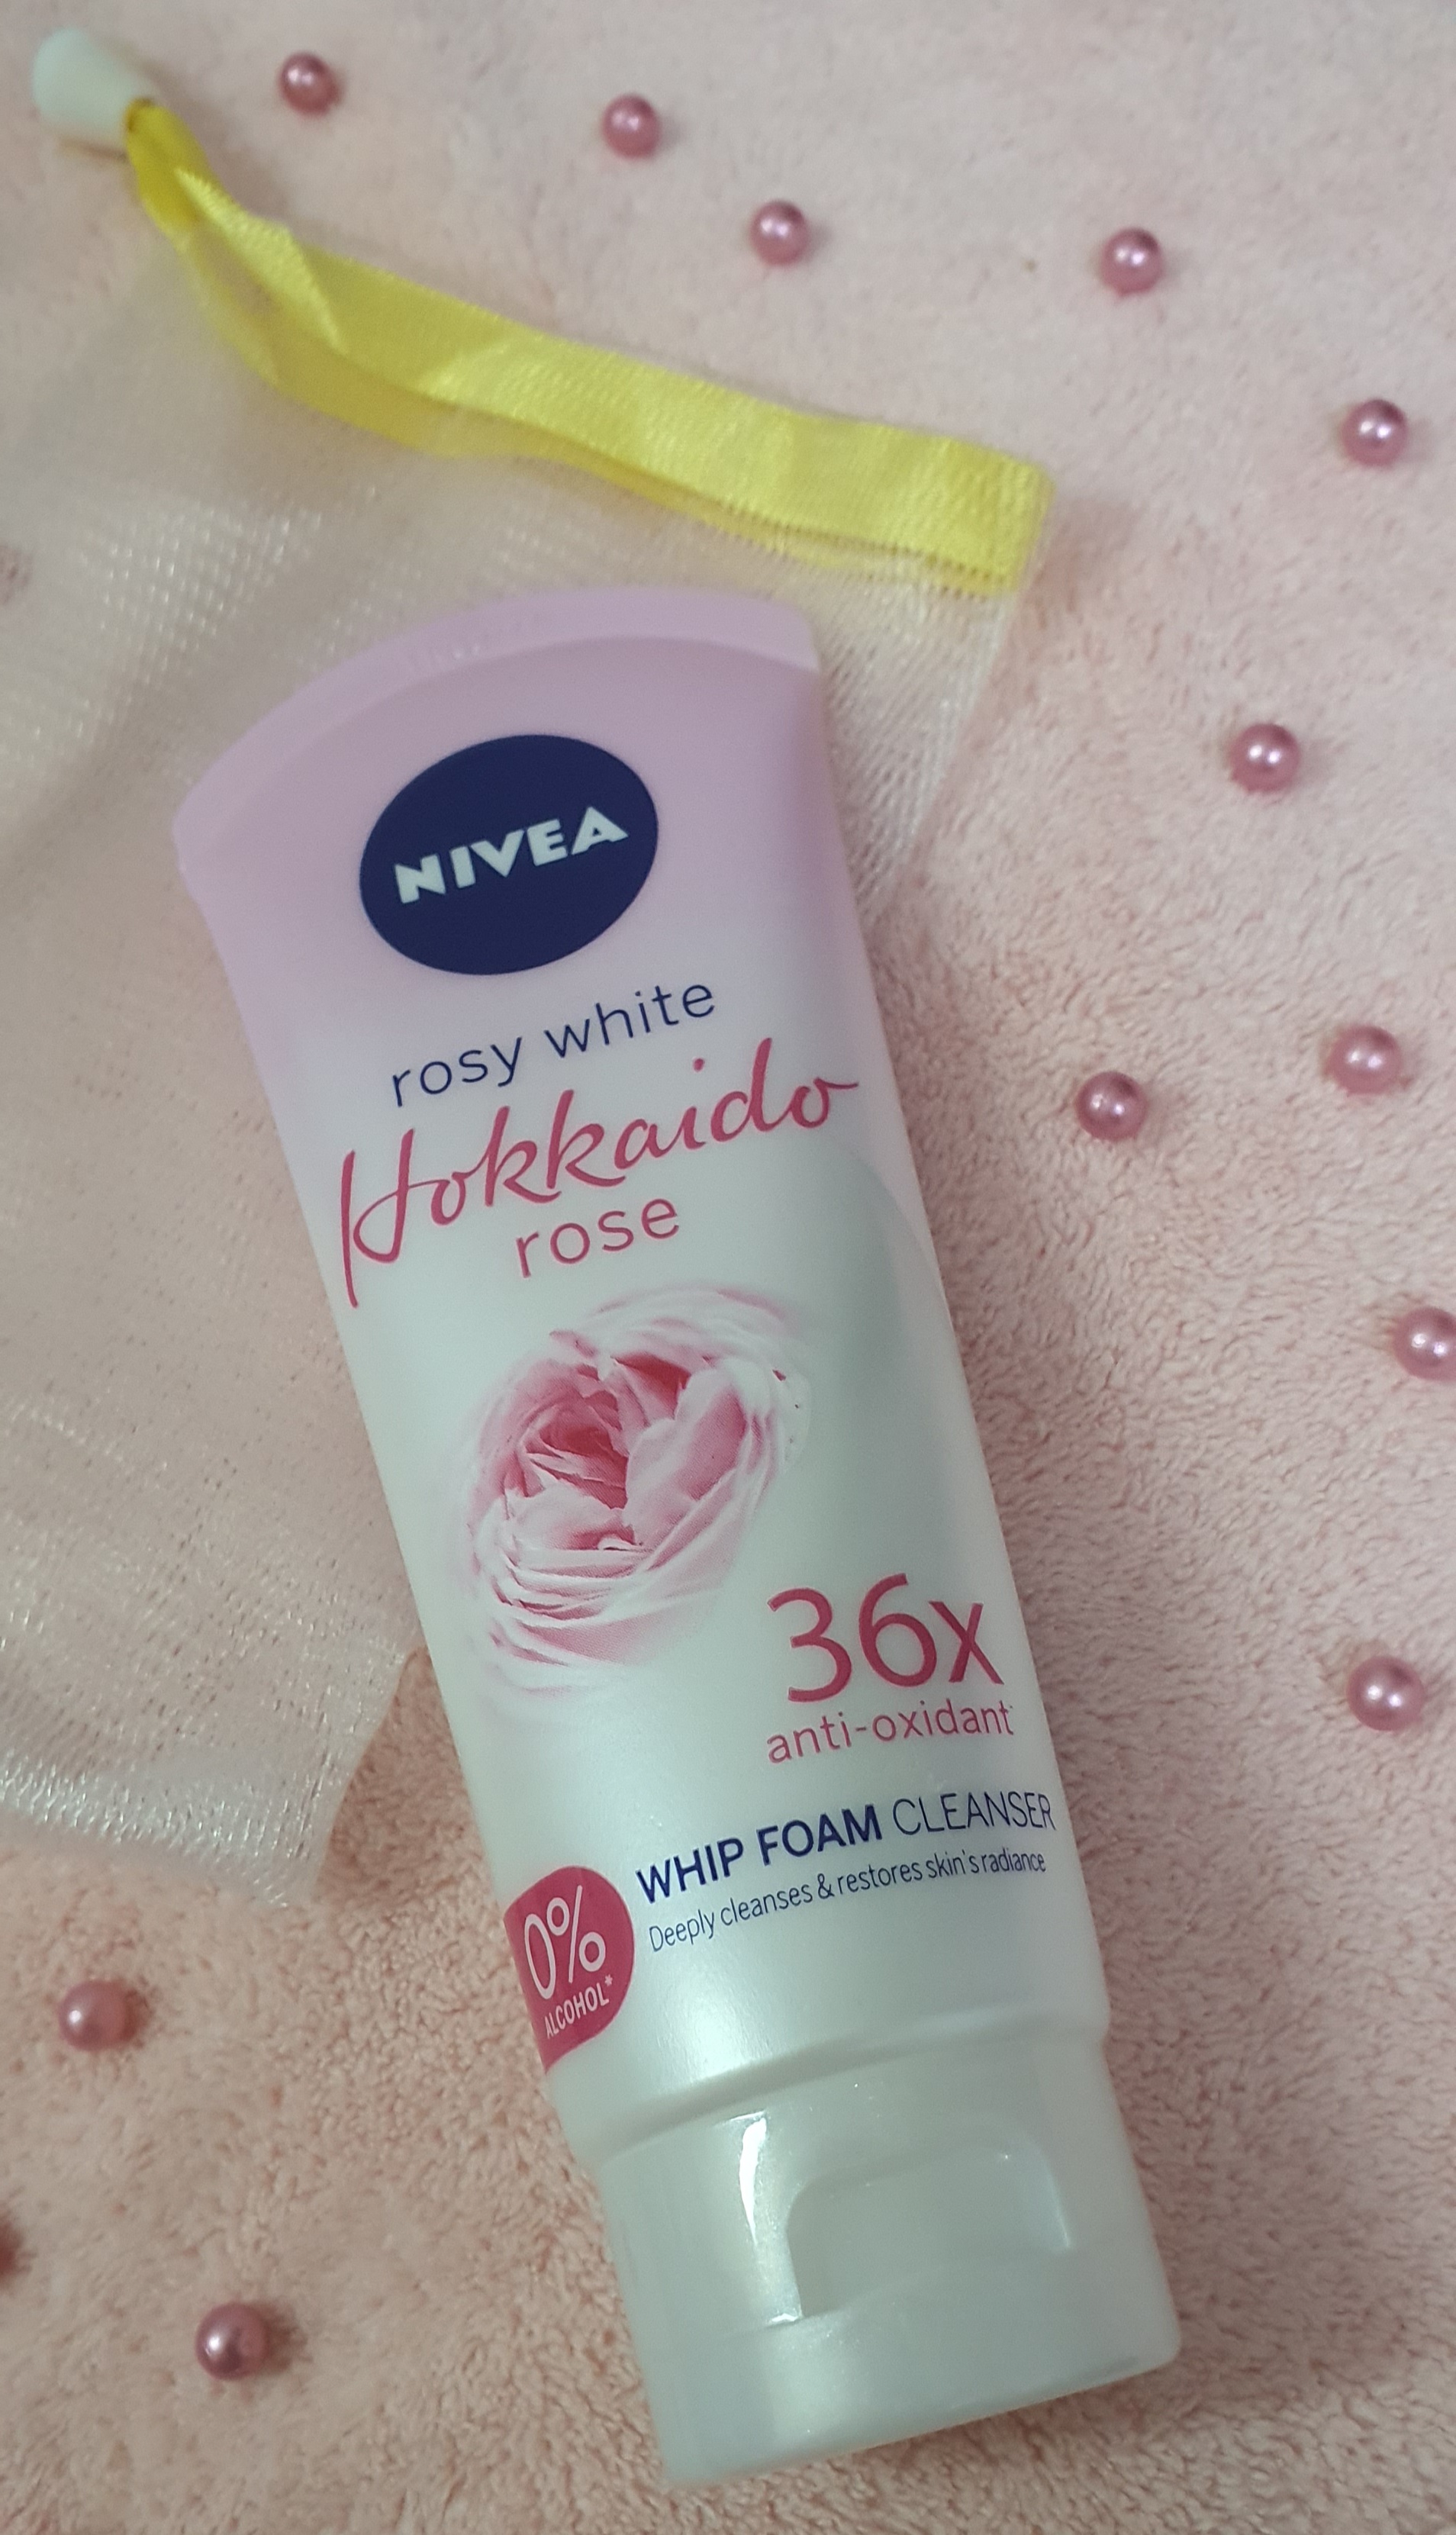 NIVEA
rosy white
Hokkaido
rose
36x
anti-oxidant
WHIP FOAM CLEANSER
Deeply cleanses & restores skin's radiance
0%
ALCOHOL*